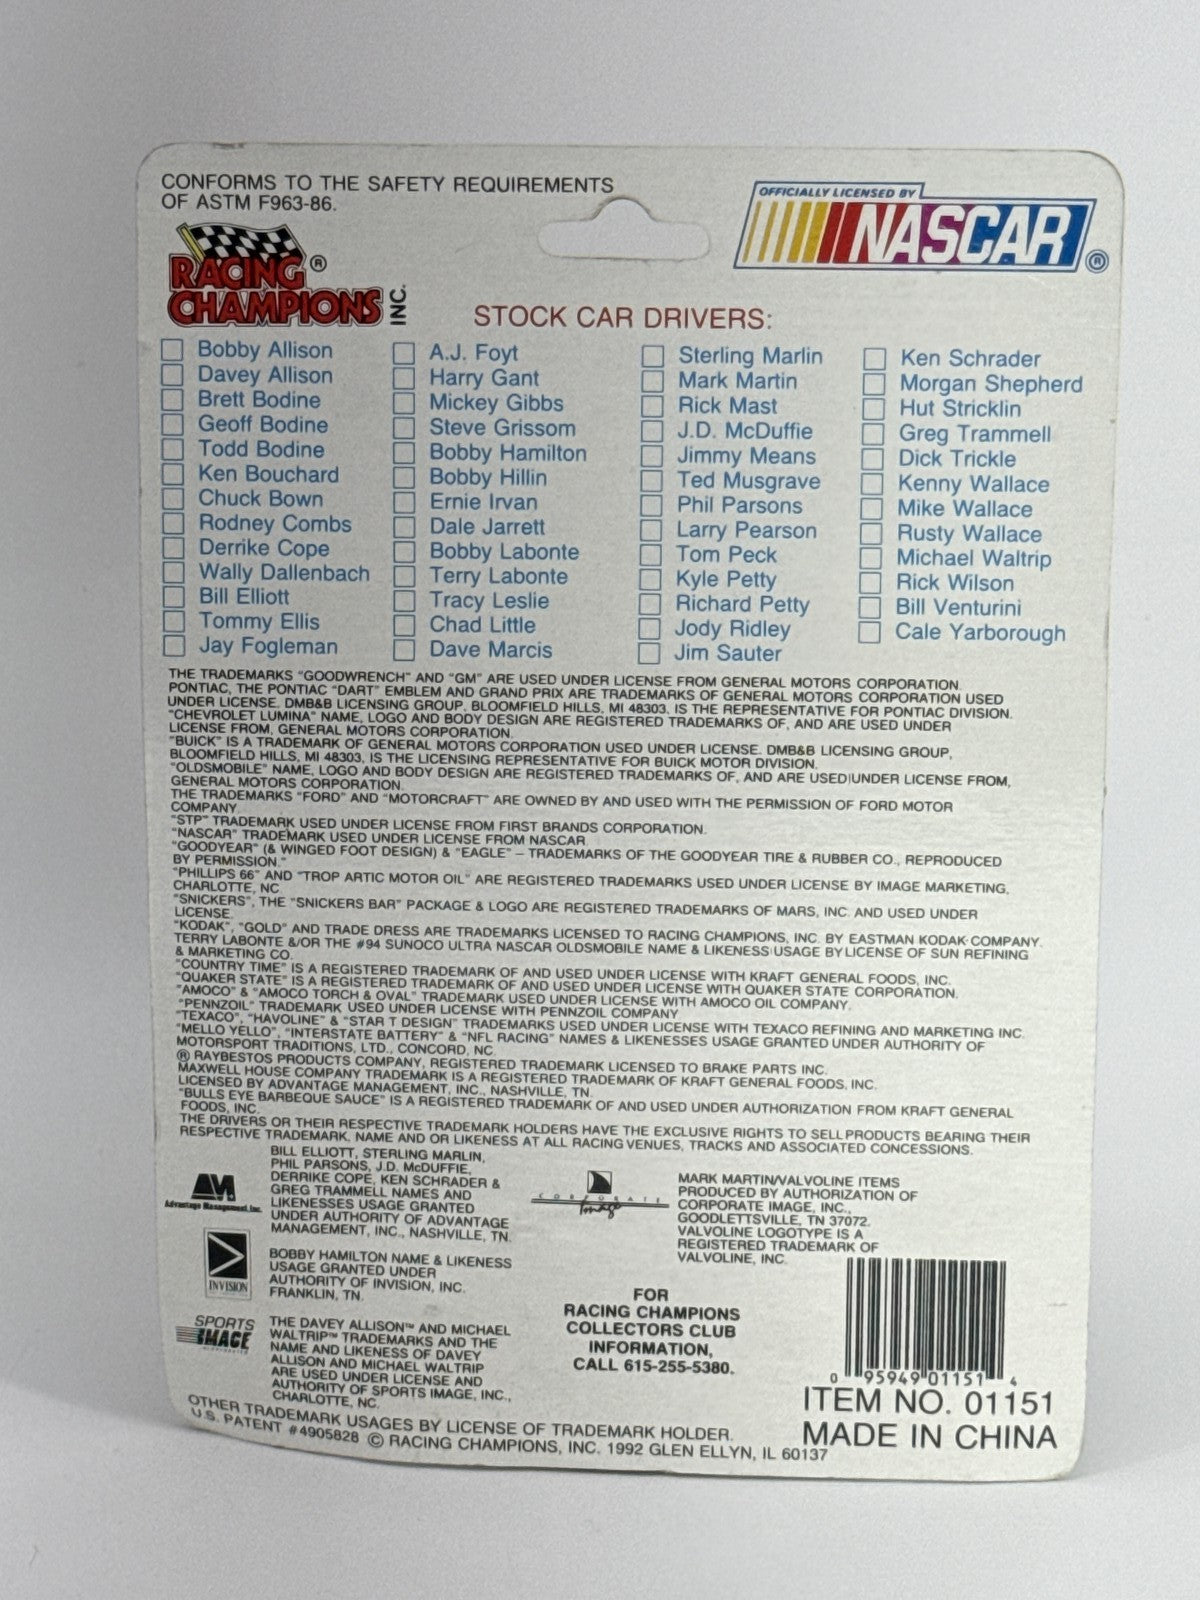 CONFORMS TO THE SAFETY REQUIREMENTS
OF ASTM F963-86.
RACING ®
CHAMPIONS INC.
OFFICIALLY LICENSED BY
NASCAR ®
STOCK CAR DRIVERS:
Bobby Allison
Davey Allison
Brett Bodine
Geoff Bodine
Todd Bodine
Ken Bouchard
Chuck Bown
Rodney Combs
Derrike Cope
Wally Dallenbach
Bill Elliott
Tommy Ellis
Jay Fogleman
A.J. Foyt
Harry Gant
Mickey Gibbs
Steve Grissom
Bobby Hamilton
Bobby Hillin
Ernie Irvan
Dale Jarrett
Bobby Labonte
Terry Labonte
Tracy Leslie
Chad Little
Dave Marcis
Sterling Marlin
Mark Martin
Rick Mast
J.D. McDuffie
Jimmy Means
Ted Musgrave
Phil Parsons
Larry Pearson
Tom Peck
Kyle Petty
Richard Petty
Jody Ridley
Jim Sauter
Ken Schrader
Morgan Shepherd
Hut Stricklin
Greg Trammell
Dick Trickle
Kenny Wallace
Mike Wallace
Rusty Wallace
Michael Waltrip
Rick Wilson
Bill Venturini
Cale Yarborough
THE TRADEMARKS "GOODWRENCH" AND "GM" ARE USED UNDER LICENSE FROM GENERAL MOTORS CORPORATION.
PONTIAC, THE PONTIAC "DART" EMBLEM AND GRAND PRIX ARE TRADEMARKS OF GENERAL MOTORS CORPORATION USED
UNDER LICENSE. DMB&B LICENSING GROUP, BLOOMFIELD HILLS, MI 48303, IS THE REPRESENTATIVE FOR PONTIAC DIVISION.
"CHEVROLET LUMINA" NAME, LOGO AND BODY DESIGN ARE REGISTERED TRADEMARKS OF, AND ARE USED UNDER
LICENSE FROM, GENERAL MOTORS CORPORATION.
"BUICK" IS A TRADEMARK OF GENERAL MOTORS CORPORATION USED UNDER LICENSE. DMB&B LICENSING GROUP,
BLOOMFIELD HILLS, MI 48303, IS THE LICENSING REPRESENTATIVE FOR BUICK MOTOR DIVISION.
"OLDSMOBILE" NAME, LOGO AND BODY DESIGN ARE REGISTERED TRADEMARKS OF, AND ARE USED UNDER LICENSE FROM,
GENERAL MOTORS CORPORATION.
THE TRADEMARKS "FORD" AND "MOTORCRAFT" ARE OWNED BY AND USED WITH THE PERMISSION OF FORD MOTOR
COMPANY.
"STP" TRADEMARK USED UNDER LICENSE FROM FIRST BRANDS CORPORATION.
"NASCAR" TRADEMARK USED UNDER LICENSE FROM NASCAR
"GOODYEAR" (& WINGED FOOT DESIGN) & "EAGLE" – TRADEMARKS OF THE GOODYEAR TIRE & RUBBER CO., REPRODUCED
BY PERMISSION."
"PHILLIPS 66" AND "TROP ARTIC MOTOR OIL" ARE REGISTERED TRADEMARKS USED UNDER LICENSE BY IMAGE MARKETING,
CHARLOTTE, NC.
"SNICKERS", THE "SNICKERS BAR" PACKAGE & LOGO ARE REGISTERED TRADEMARKS OF MARS, INC. AND USED UNDER
LICENSE.
"KODAK", "GOLD" AND TRADE DRESS ARE TRADEMARKS LICENSED TO RACING CHAMPIONS, INC. BY EASTMAN KODAK COMPANY.
TERRY LABONTE &/OR THE #94 SUNOCO ULTRA NASCAR OLDSMOBILE NAME & LIKENESS USAGE BY LICENSE OF SUN REFINING
& MARKETING CO.
"COUNTRY TIME" IS A REGISTERED TRADEMARK OF AND USED UNDER LICENSE WITH KRAFT GENERAL FOODS, INC.
"QUAKER STATE" IS A REGISTERED TRADEMARK OF AND USED UNDER LICENSE WITH QUAKER STATE CORPORATION.
"AMOCO" & "AMOCO TORCH & OVAL" TRADEMARK USED UNDER LICENSE WITH AMOCO OIL COMPANY.
"PENNZOIL" TRADEMARK USED UNDER LICENSE WITH PENNZOIL COMPANY
"TEXACO", "HAVOLINE" & "STAR T DESIGN" TRADEMARKS USED UNDER LICENSE WITH TEXACO REFINING AND MARKETING INC.
"MELLO YELLO", "INTERSTATE BATTERY" & "NFL RACING" NAMES & LIKENESSES USAGE GRANTED UNDER AUTHORITY OF
MOTORSPORT TRADITIONS, LTD., CONCORD, NC.
® RAYBESTOS PRODUCTS COMPANY, REGISTERED TRADEMARK LICENSED TO BRAKE PARTS INC.
MAXWELL HOUSE COMPANY TRADEMARK IS A REGISTERED TRADEMARK OF KRAFT GENERAL FOODS, INC.
LICENSED BY ADVANTAGE MANAGEMENT, INC., NASHVILLE, TN.
"BULLS EYE BARBEQUE SAUCE" IS A REGISTERED TRADEMARK OF AND USED UNDER AUTHORIZATION FROM KRAFT GENERAL
FOODS, INC.
THE DRIVERS OR THEIR RESPECTIVE TRADEMARK HOLDERS HAVE THE EXCLUSIVE RIGHTS TO SELL PRODUCTS BEARING THEIR
RESPECTIVE TRADEMARK, NAME AND OR LIKENESS AT ALL RACING VENUES, TRACKS AND ASSOCIATED CONCESSIONS.
AM
Advantage Management, Inc.
BILL ELLIOTT, STERLING MARLIN,
PHIL PARSONS, J.D. McDUFFIE,
DERRIKE COPE, KEN SCHRADER &
GREG TRAMMELL NAMES AND
LIKENESSES USAGE GRANTED
UNDER AUTHORITY OF ADVANTAGE
MANAGEMENT, INC., NASHVILLE, TN.
INVISION
BOBBY HAMILTON NAME & LIKENESS
USAGE GRANTED UNDER
AUTHORITY OF INVISION, INC.
FRANKLIN, TN.
SPORTS
IMAGE
THE DAVEY ALLISON™ AND MICHAEL
WALTRIP™ TRADEMARKS AND THE
NAME AND LIKENESS OF DAVEY
ALLISON AND MICHAEL WALTRIP
ARE USED UNDER LICENSE AND
AUTHORITY OF SPORTS IMAGE, INC.,
CHARLOTTE, NC.
CORPORATE
Image
MARK MARTIN/VALVOLINE ITEMS
PRODUCED BY AUTHORIZATION OF
CORPORATE IMAGE, INC.,
GOODLETTSVILLE, TN 37072.
VALVOLINE LOGOTYPE IS A
REGISTERED TRADEMARK OF
VALVOLINE, INC.
FOR
RACING CHAMPIONS
COLLECTORS CLUB
INFORMATION,
CALL 615-255-5380.
0 95949 01151 4
ITEM NO. 01151
MADE IN CHINA
OTHER TRADEMARK USAGES BY LICENSE OF TRADEMARK HOLDER.
U.S. PATENT #4905828 © RACING CHAMPIONS, INC. 1992 GLEN ELLYN, IL 60137